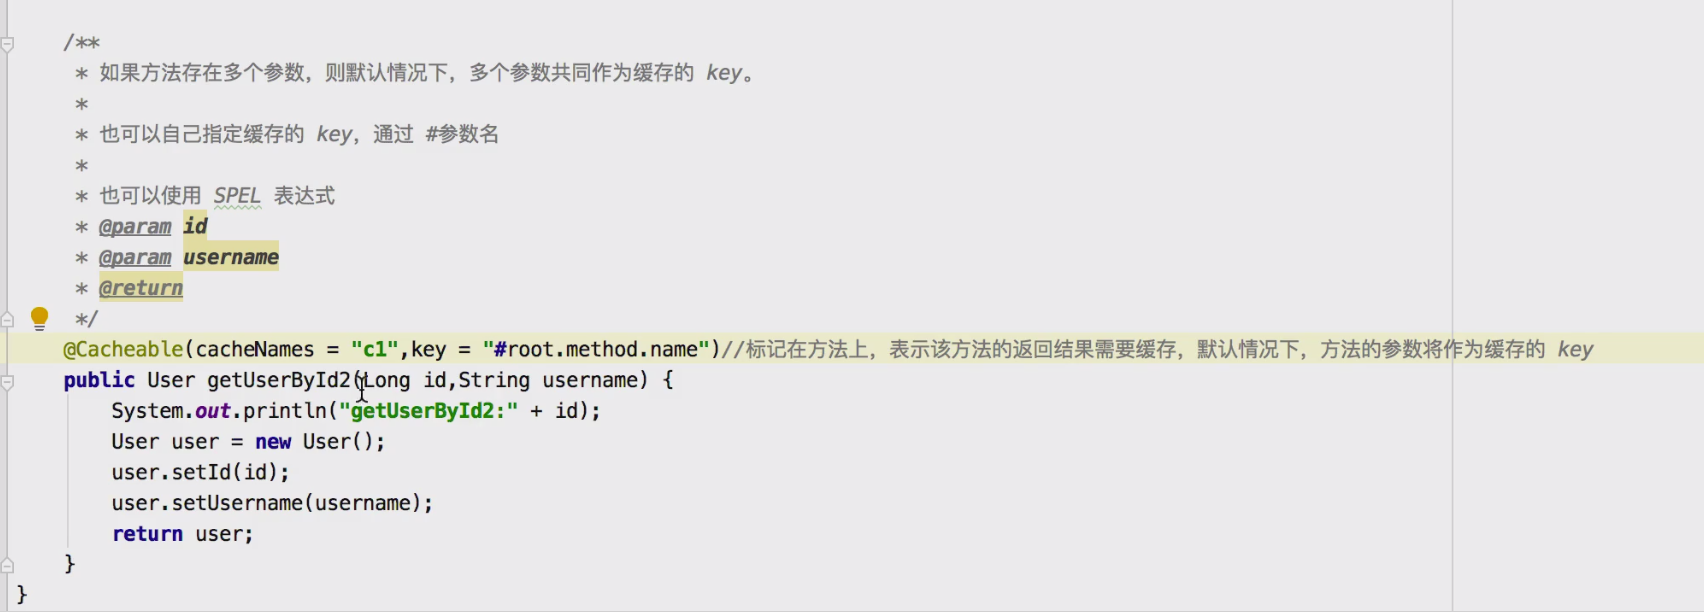 /**
* 如果方法存在多个参数，则默认情况下，多个参数共同作为缓存的 key。
*
* 也可以自己指定缓存的 key，通过 #参数名
*
* 也可以使用 SPEL 表达式
* @param id
* @param username
* @return
*/
@Cacheable(cacheNames = "c1",key = "#root.method.name")//标记在方法上，表示该方法的返回结果需要缓存，默认情况下，方法的参数将作为缓存的 key
public User getUserById2(Long id,String username) {
System.out.println("getUserById2:" + id);
User user = new User();
user.setId(id);
user.setUsername(username);
return user;
}
}